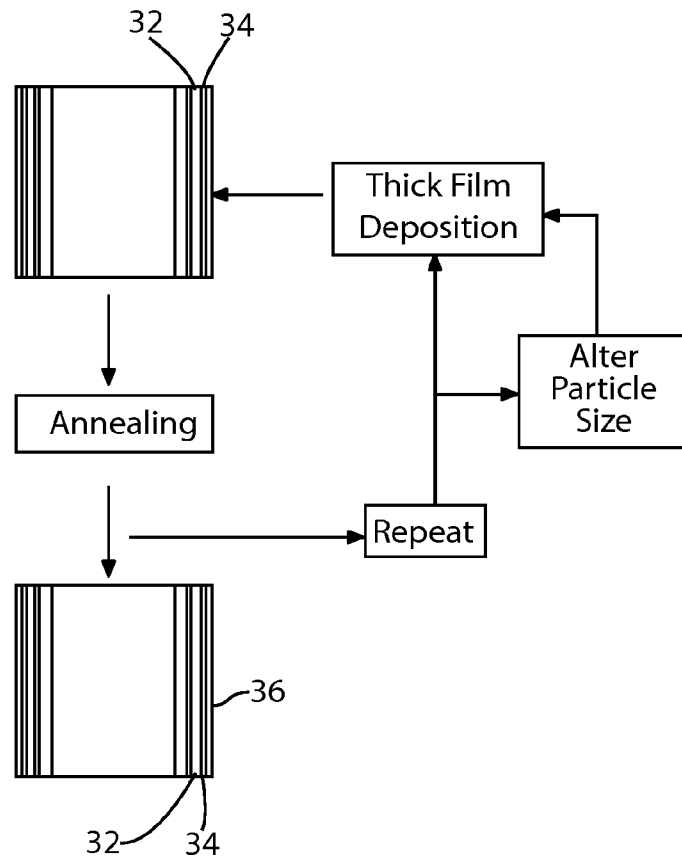 32 34
Thick Film
Deposition
Alter
Particle
Size
Annealing
Repeat
36
32 34